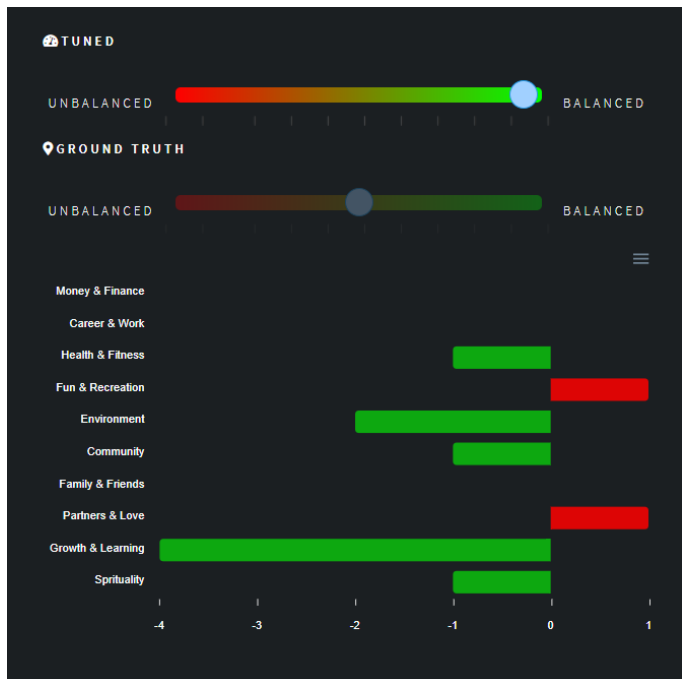 TUNED
UNBALANCED BALANCED
GROUND TRUTH
UNBALANCED BALANCED
Money & Finance
Career & Work
Health & Fitness
Fun & Recreation
Environment
Community
Family & Friends
Partners & Love
Growth & Learning
Sprituality
-4 -3 -2 -1 0 1